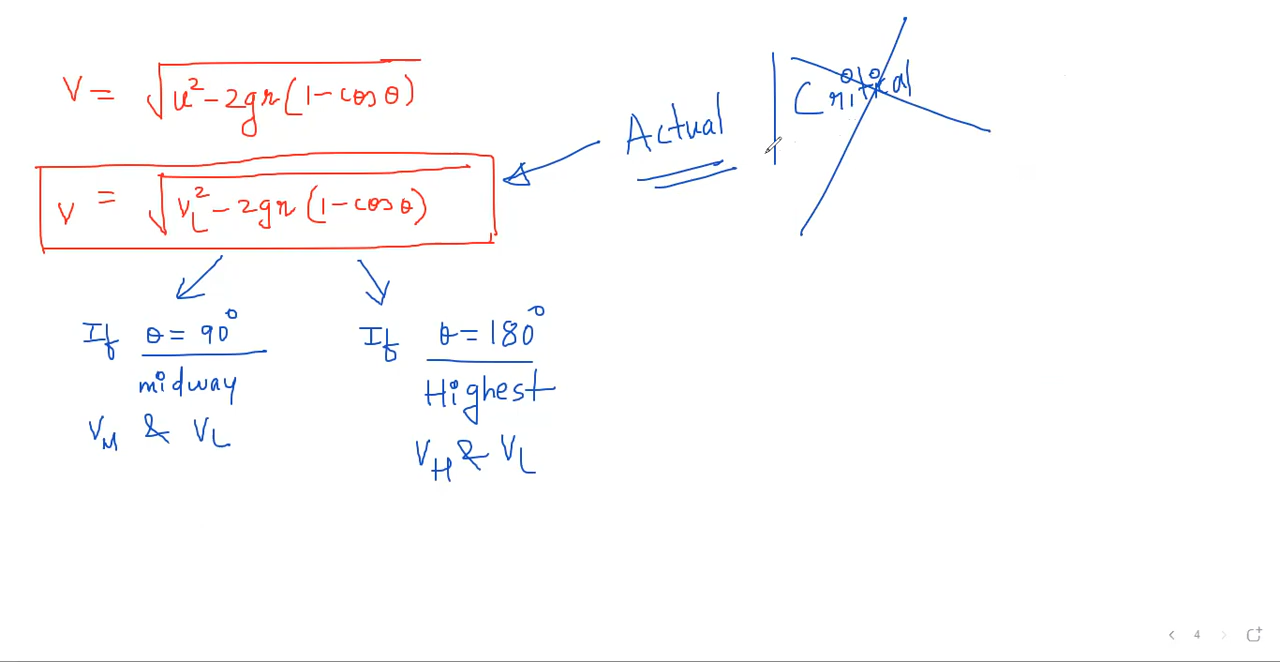 V = √u² - 2gr(1 - cos θ)
v = √V_L² - 2gr(1 - cos θ)
Actual
Critical
If θ = 90°
midway
V_M & V_L
If θ = 180°
Highest
V_H & V_L
4